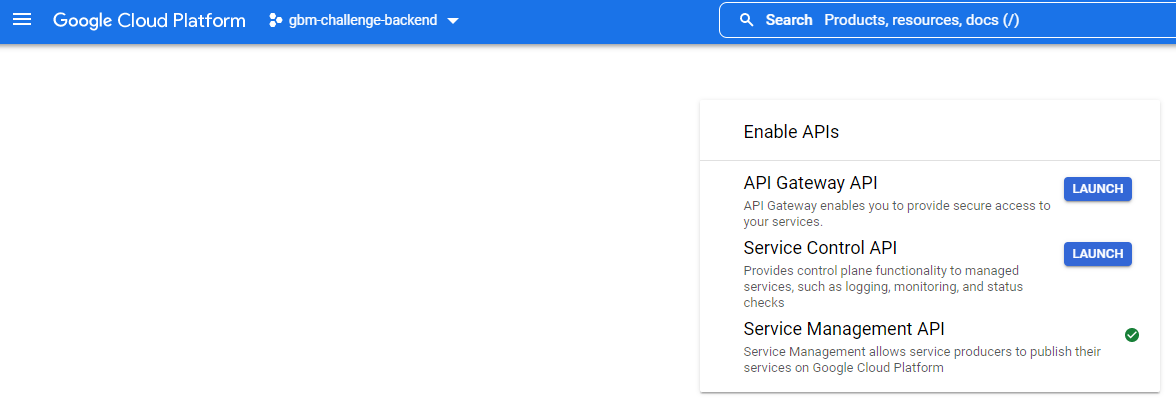 Google Cloud Platform
gbm-challenge-backend
Search Products, resources, docs (/)
Enable APIs
API Gateway API
LAUNCH
API Gateway enables you to provide secure access to
your services.
Service Control API
LAUNCH
Provides control plane functionality to managed
services, such as logging, monitoring, and status
checks
Service Management API
Service Management allows service producers to publish their
services on Google Cloud Platform